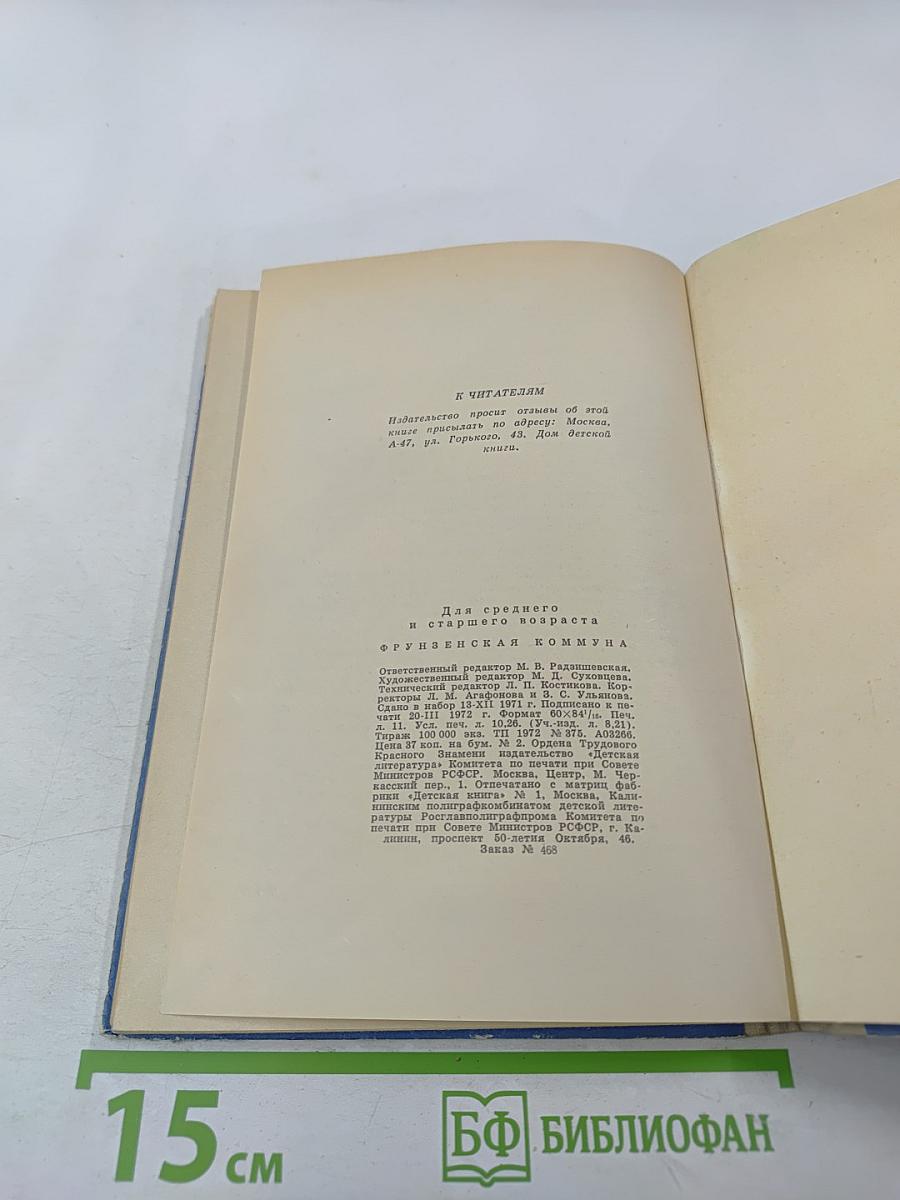 К ЧИТАТЕЛЯМ
Издательство просит отзывы об этой
книге присылать по адресу: Москва,
А-47, ул. Горького, 43. Дом детской
книги.
Для среднего
и старшего возраста
ФРУНЗЕНСКАЯ КОММУНА
Ответственный редактор М. В. Радзишевская.
Художественный редактор М. Д. Суховцева.
Технический редактор Л. П. Костикова. Кор-
ректоры Л. М. Агафонова и З. С. Ульянова.
Сдано в набор 13-XII 1971 г. Подписано к пе-
чати 20-III 1972 г. Формат 60×84¹/₁₆. Печ.
л. 11. Усл. печ. л. 10,26. (Уч.-изд. л. 8,21).
Тираж 100 000 экз. ТП 1972 № 375. А03266.
Цена 37 коп. на бум. № 2. Ордена Трудового
Красного Знамени издательство «Детская
литература» Комитета по печати при Совете
Министров РСФСР. Москва, Центр, М. Чер-
касский пер., 1. Отпечатано с матриц фаб-
рики «Детская книга» № 1, Москва, Кали-
нинским полиграфкомбинатом детской лите-
ратуры Росглавполиграфпрома Комитета по
печати при Совете Министров РСФСР, г. Ка-
линин, проспект 50-летия Октября, 46.
Заказ № 468
15 см
БФ БИБЛИОФАН